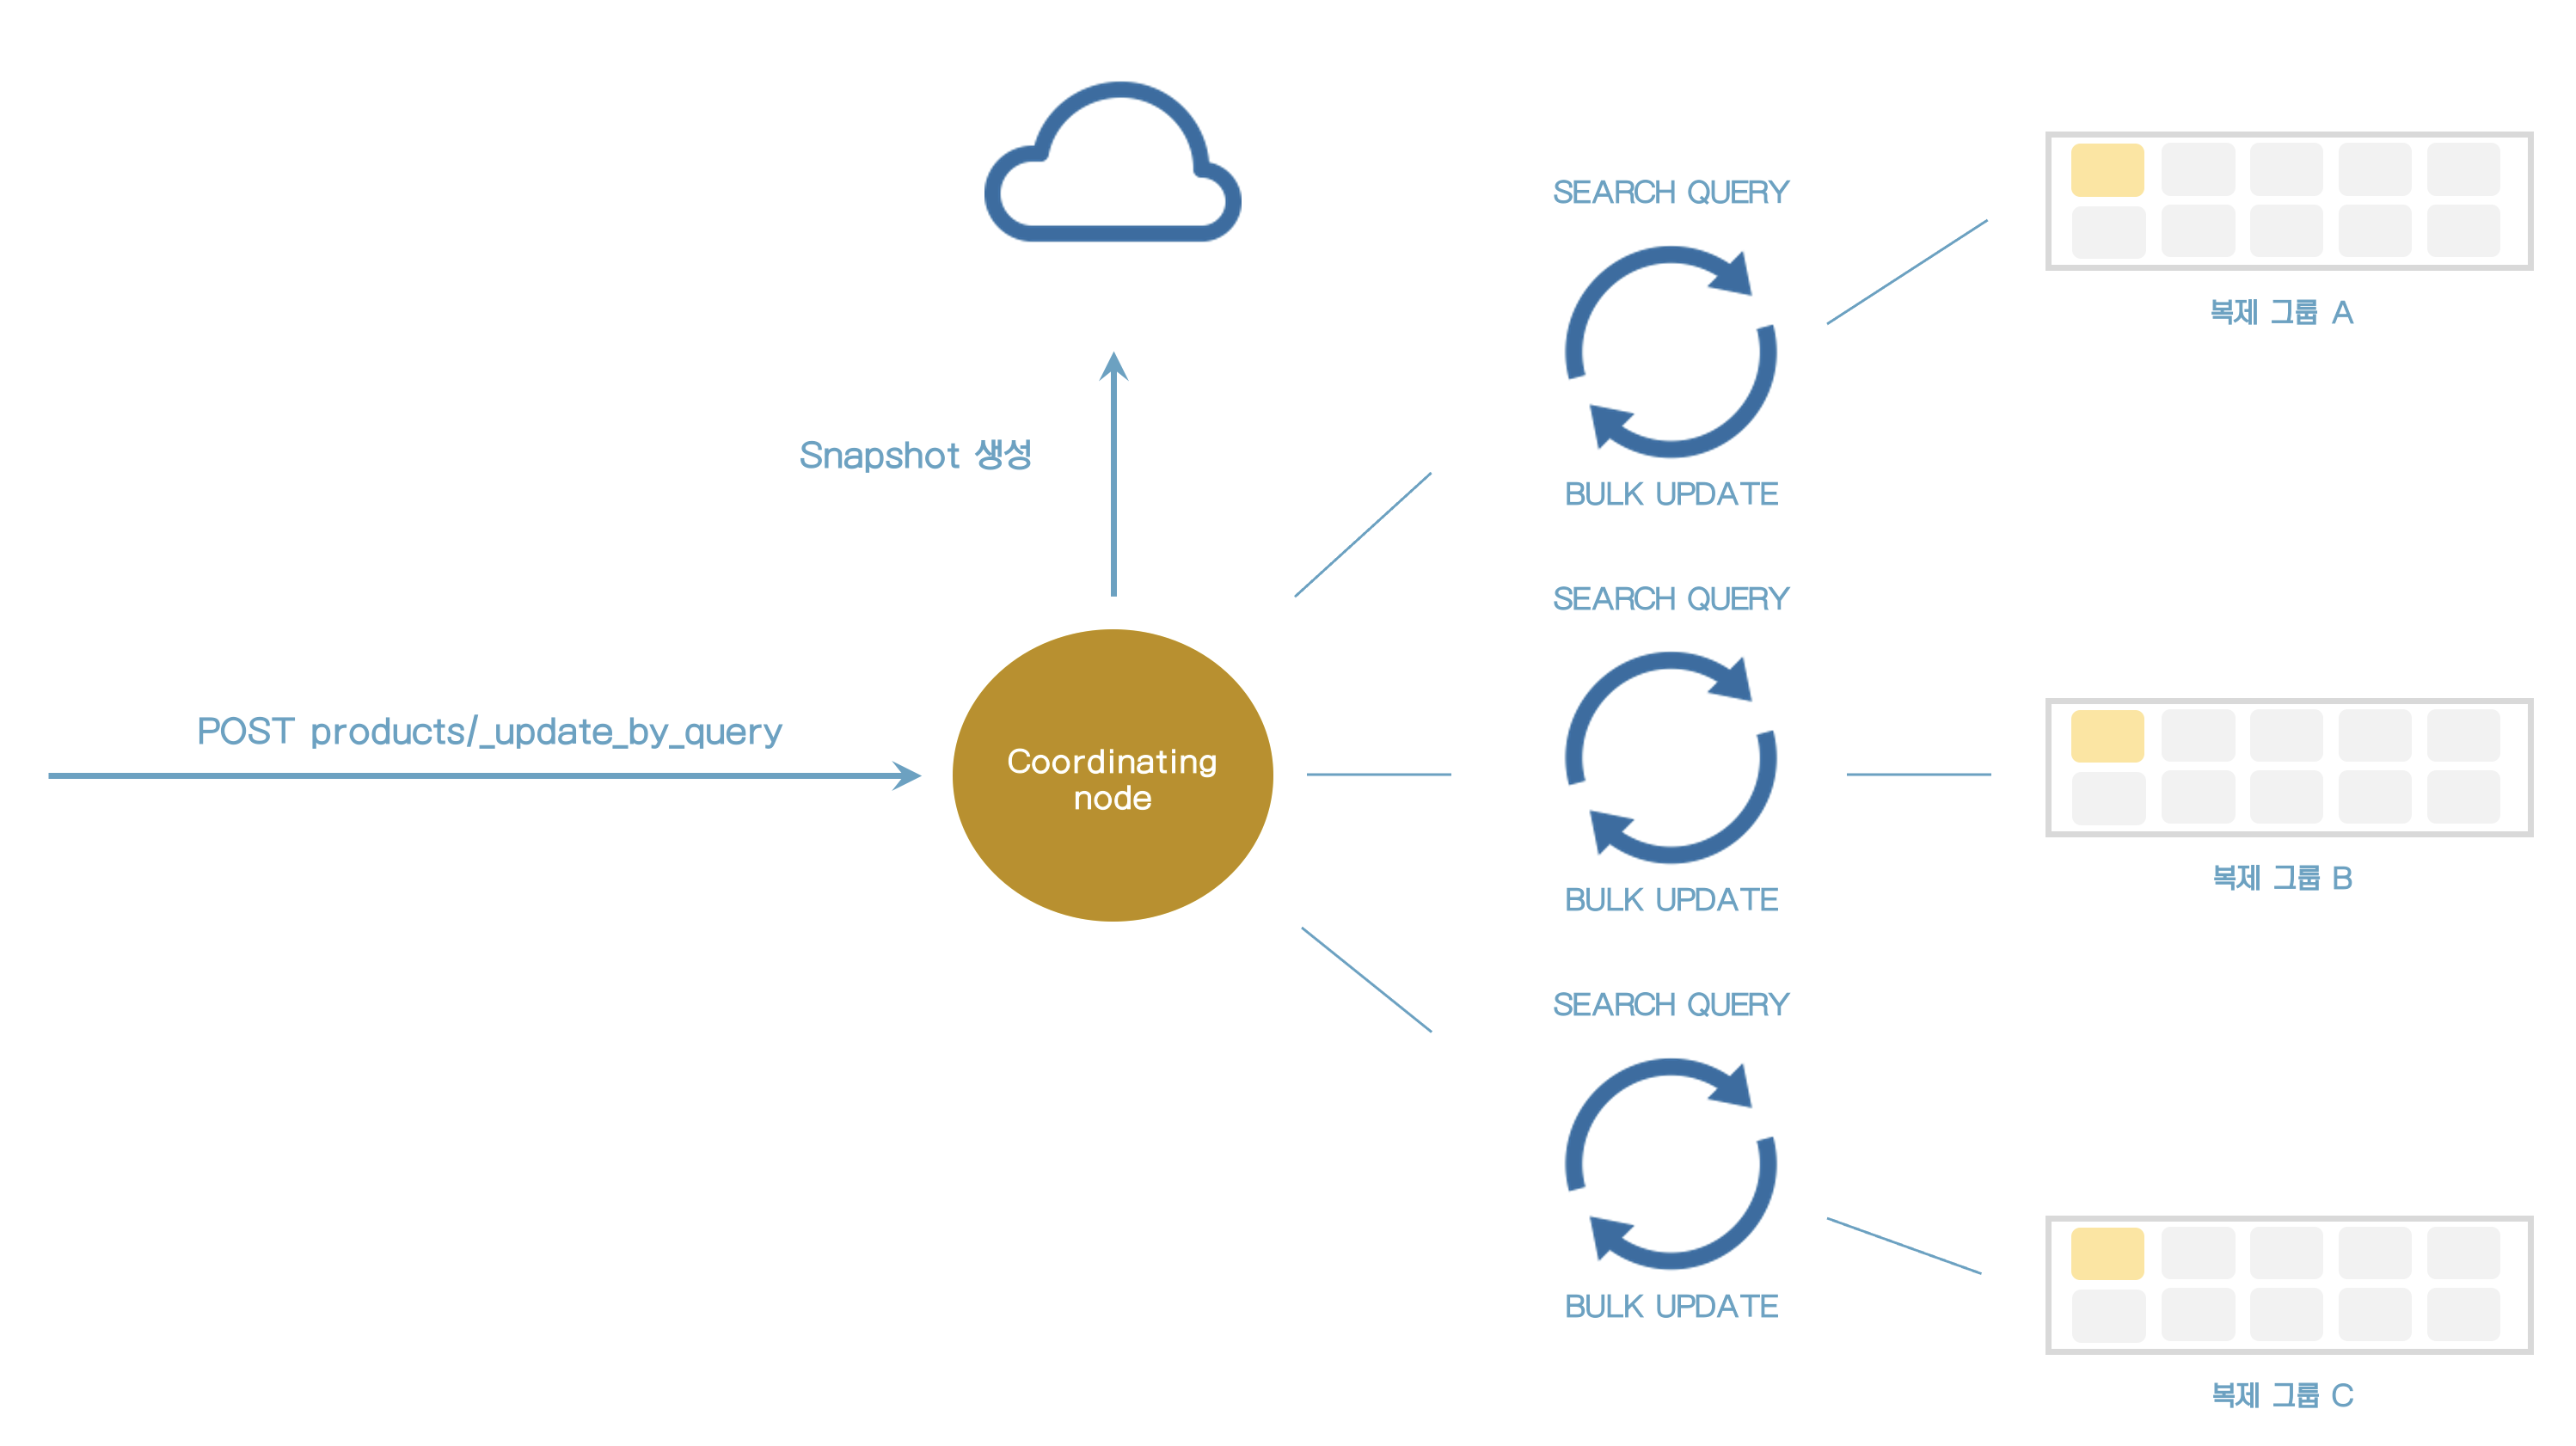 SEARCH QUERY
복제 그룹 A
Snapshot 생성
BULK UPDATE
SEARCH QUERY
POST products/_update_by_query
Coordinating
node
복제 그룹 B
BULK UPDATE
SEARCH QUERY
BULK UPDATE
복제 그룹 C